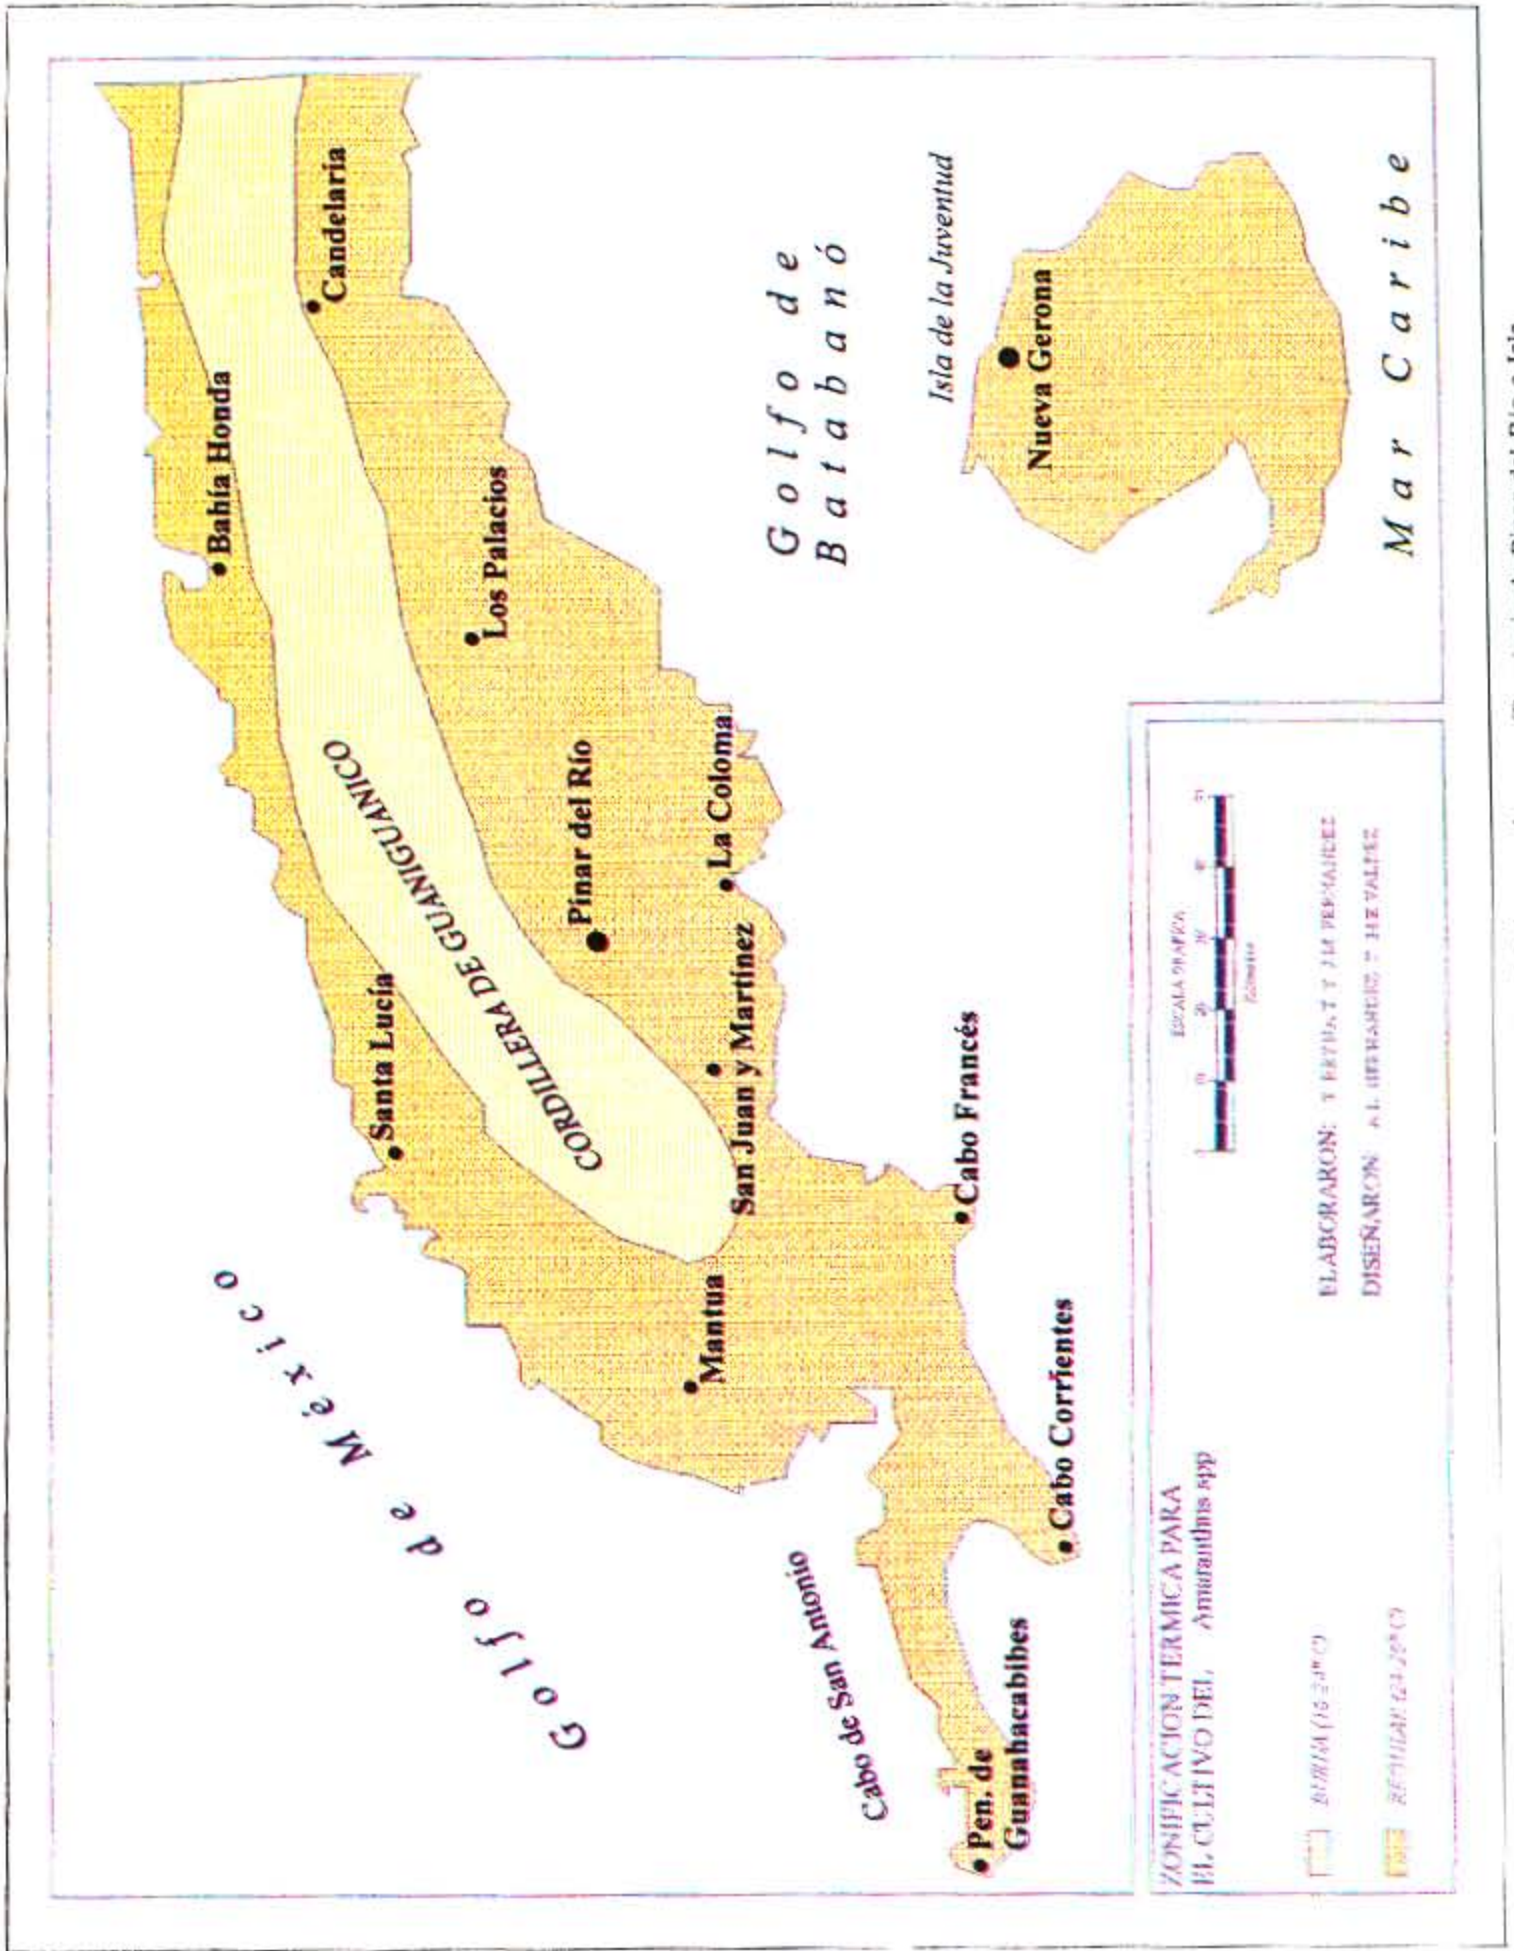 Golfo de México
Bahía Honda
Candelaria
Santa Lucía
CORDILLERA DE GUANIGUANICO
Los Palacios
Pinar del Río
La Coloma
San Juan y Martínez
Mantua
Cabo Francés
Cabo Corrientes
Cabo de San Antonio
Pen. de
Guanahacabibes
Golfo de
Batabanó
Isla de la Juventud
Nueva Gerona
Mar Caribe
ZONIFICACION TERMICA PARA
EL CULTIVO DEL Amaranthus spp
ESCALA GRAFICA
ELABORARON:
DISEÑARON: